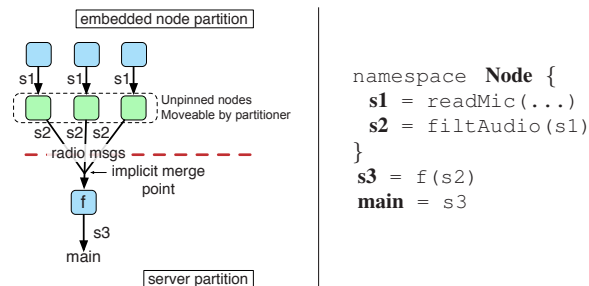 embedded node partition
s1 s1 s1
Unpinned nodes
Moveable by partitioner
s2 s2 s2
radio msgs
implicit merge
point
f
s3
main
server partition
namespace Node {
s1 = readMic(...)
s2 = filtAudio(s1)
}
s3 = f(s2)
main = s3